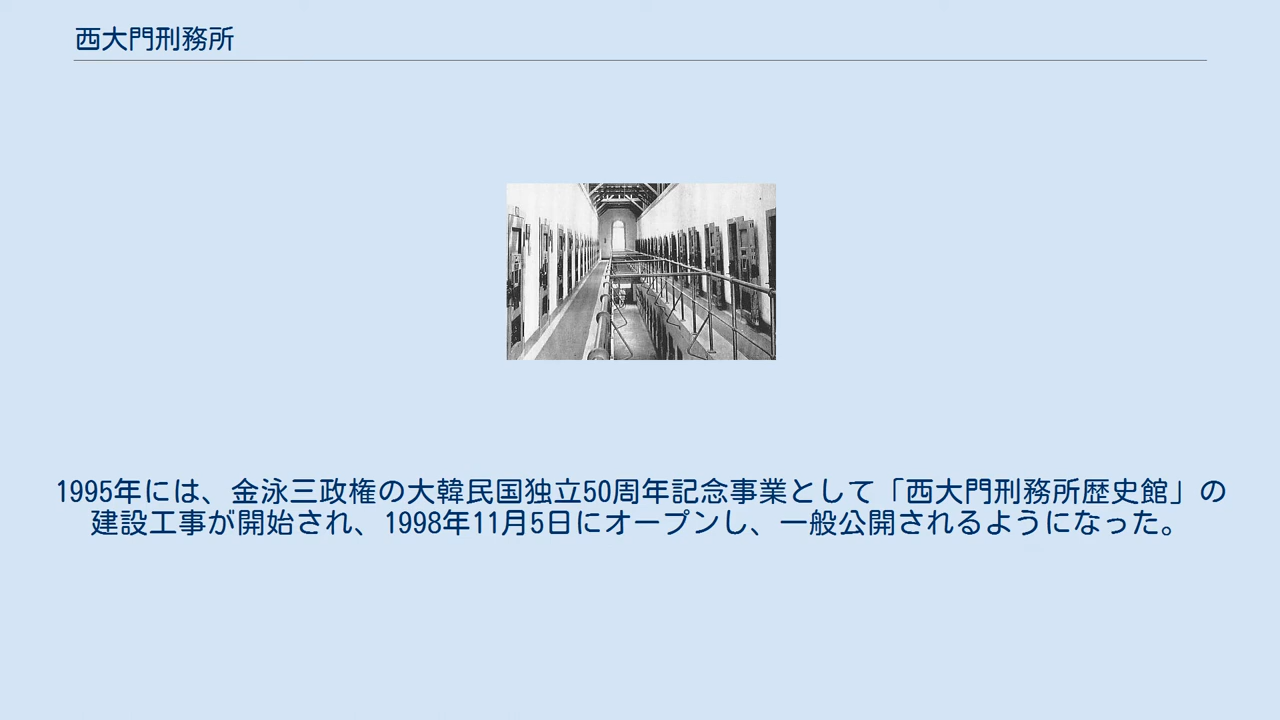 西大門刑務所
1995年には、金泳三政権の大韓民国独立50周年記念事業として「西大門刑務所歴史館」の
建設工事が開始され、1998年11月5日にオープンし、一般公開されるようになった。